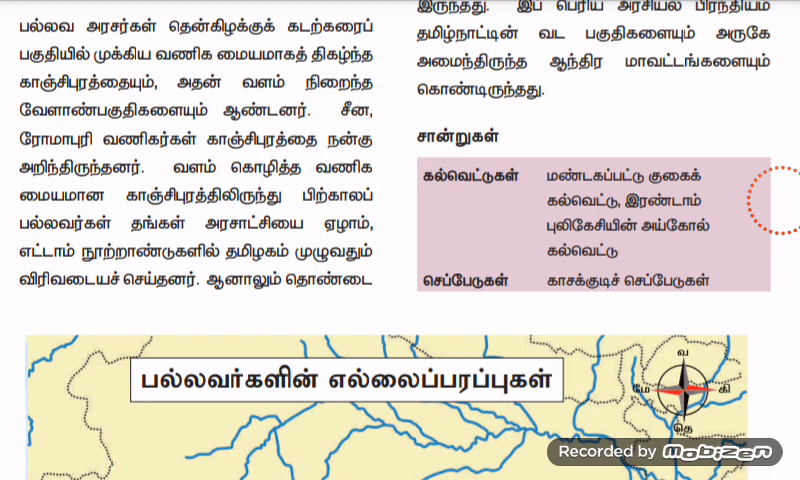 பல்லவ அரசர்கள் தென்கிழக்குக் கடற்கரைப்
பகுதியில் முக்கிய வணிக மையமாகத் திகழ்ந்த
காஞ்சிபுரத்தையும், அதன் வளம் நிறைந்த
வேளாண்பகுதிகளையும் ஆண்டனர். சீன,
ரோமாபுரி வணிகர்கள் காஞ்சிபுரத்தை நன்கு
அறிந்திருந்தனர். வளம் கொழித்த வணிக
மையமான காஞ்சிபுரத்திலிருந்து பிற்காலப்
பல்லவர்கள் தங்கள் அரசாட்சியை ஏழாம்,
எட்டாம் நூற்றாண்டுகளில் தமிழகம் முழுவதும்
விரிவடையச் செய்தனர். ஆனாலும் தொண்டை
இருந்தது. இப் பெரிய அரசியல் பிரந்தியம்
தமிழ்நாட்டின் வட பகுதிகளையும் அருகே
அமைந்திருந்த ஆந்திர மாவட்டங்களையும்
கொண்டிருந்தது.
சான்றுகள்
கல்வெட்டுகள் மண்டகப்பட்டு குகைக்
கல்வெட்டு, இரண்டாம்
புலிகேசியின் அய்கோல்
கல்வெட்டு
செப்பேடுகள் காசக்குடிச் செப்பேடுகள்
பல்லவர்களின் எல்லைப்பரப்புகள்
வ
மே கி
தெ
Recorded by mobizen